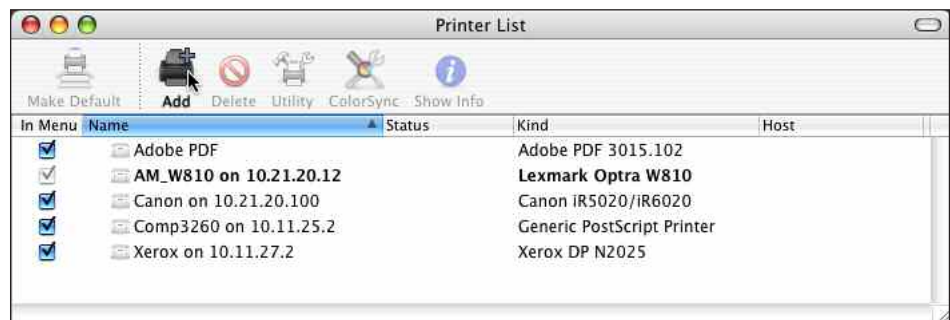 Printer List
Make Default Add Delete Utility ColorSync Show Info
In Menu Name Status Kind Host
Adobe PDF Adobe PDF 3015.102
AM_W810 on 10.21.20.12 Lexmark Optra W810
Canon on 10.21.20.100 Canon iR5020/iR6020
Comp3260 on 10.11.25.2 Generic PostScript Printer
Xerox on 10.11.27.2 Xerox DP N2025